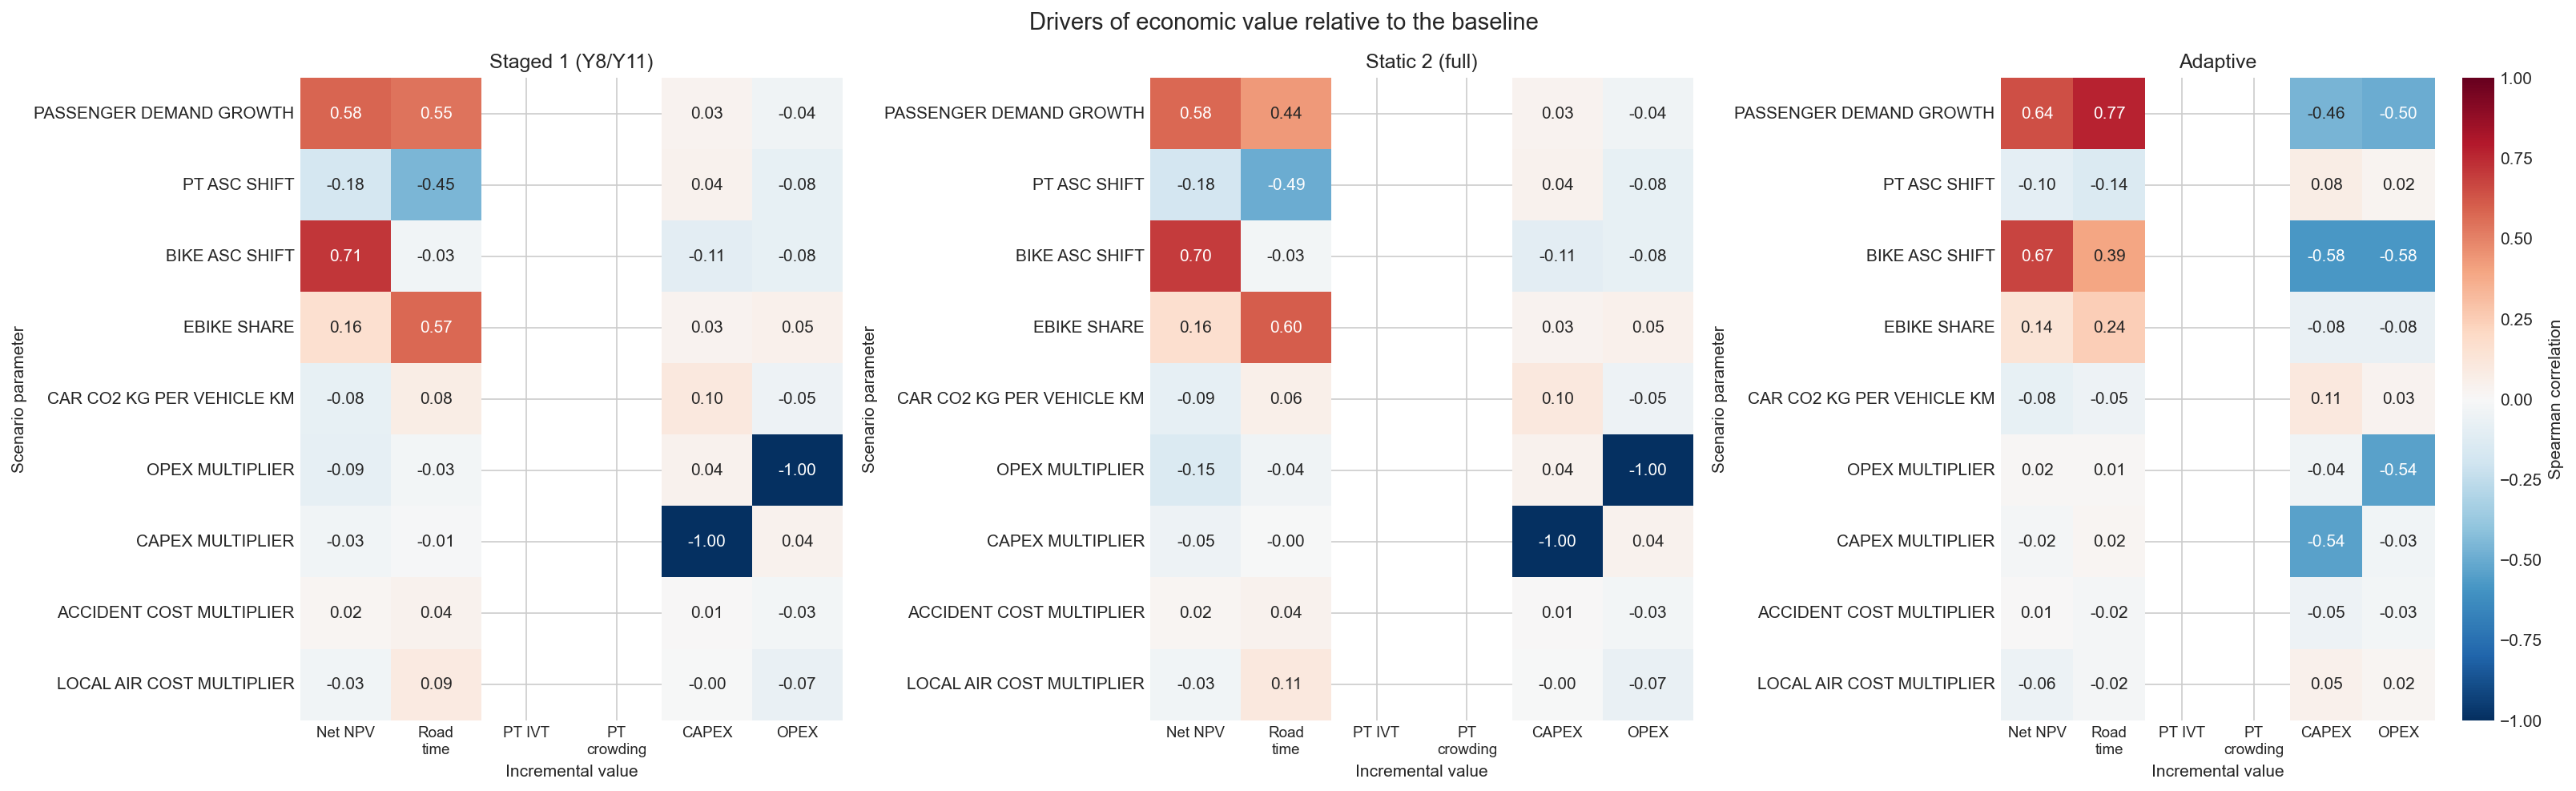 Drivers of economic value relative to the baseline
Staged 1 (Y8/Y11)
Scenario parameter
PASSENGER DEMAND GROWTH 0.58 0.55 0.03 -0.04
PT ASC SHIFT -0.18 -0.45 0.04 -0.08
BIKE ASC SHIFT 0.71 -0.03 -0.11 -0.08
EBIKE SHARE 0.16 0.57 0.03 0.05
CAR CO2 KG PER VEHICLE KM -0.08 0.08 0.10 -0.05
OPEX MULTIPLIER -0.09 -0.03 0.04 -1.00
CAPEX MULTIPLIER -0.03 -0.01 -1.00 0.04
ACCIDENT COST MULTIPLIER 0.02 0.04 0.01 -0.03
LOCAL AIR COST MULTIPLIER -0.03 0.09 -0.00 -0.07
Net NPV Road PT IVT PT CAPEX OPEX
time crowding
Incremental value
Static 2 (full)
Scenario parameter
PASSENGER DEMAND GROWTH 0.58 0.44 0.03 -0.04
PT ASC SHIFT -0.18 -0.49 0.04 -0.08
BIKE ASC SHIFT 0.70 -0.03 -0.11 -0.08
EBIKE SHARE 0.16 0.60 0.03 0.05
CAR CO2 KG PER VEHICLE KM -0.09 0.06 0.10 -0.05
OPEX MULTIPLIER -0.15 -0.04 0.04 -1.00
CAPEX MULTIPLIER -0.05 -0.00 -1.00 0.04
ACCIDENT COST MULTIPLIER 0.02 0.04 0.01 -0.03
LOCAL AIR COST MULTIPLIER -0.03 0.11 -0.00 -0.07
Net NPV Road PT IVT PT CAPEX OPEX
time crowding
Incremental value
Adaptive
Scenario parameter
PASSENGER DEMAND GROWTH 0.64 0.77 -0.46 -0.50
PT ASC SHIFT -0.10 -0.14 0.08 0.02
BIKE ASC SHIFT 0.67 0.39 -0.58 -0.58
EBIKE SHARE 0.14 0.24 -0.08 -0.08
CAR CO2 KG PER VEHICLE KM -0.08 -0.05 0.11 0.03
OPEX MULTIPLIER 0.02 0.01 -0.04 -0.54
CAPEX MULTIPLIER -0.02 0.02 -0.54 -0.03
ACCIDENT COST MULTIPLIER 0.01 -0.02 -0.05 -0.03
LOCAL AIR COST MULTIPLIER -0.06 -0.02 0.05 0.02
Net NPV Road PT IVT PT CAPEX OPEX
time crowding
Incremental value
1.00
0.75
0.50
0.25
0.00
−0.25
−0.50
−0.75
−1.00
Spearman correlation